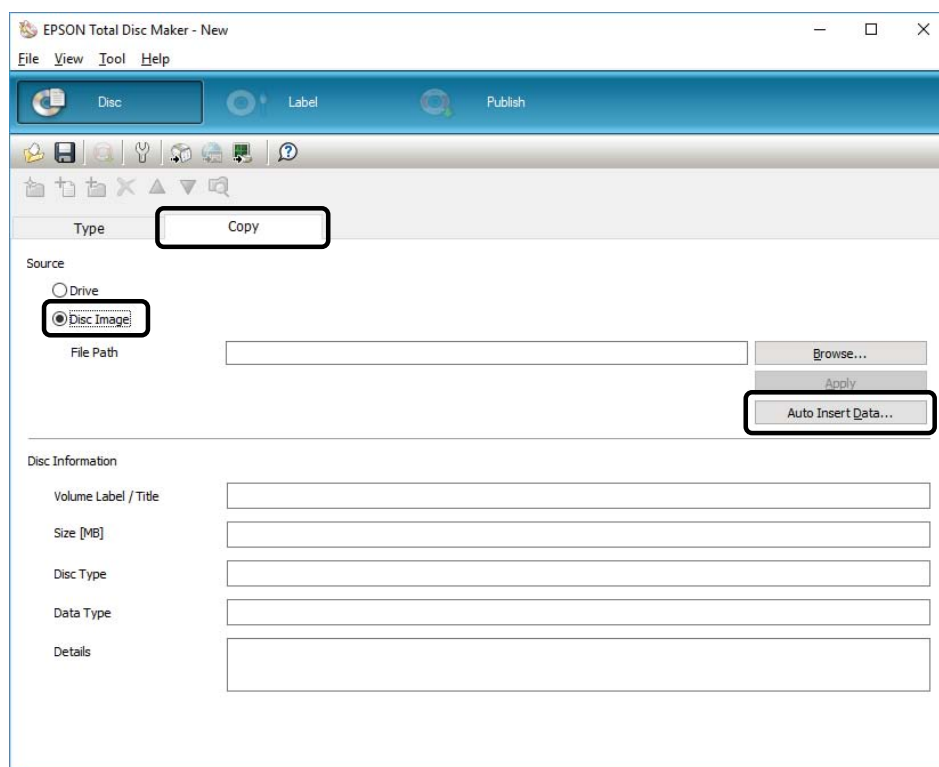 EPSON Total Disc Maker - New
File View Tool Help
Disc Label Publish
Type Copy
Source
Drive
Disc Image
File Path Browse...
Apply
Auto Insert Data...
Disc Information
Volume Label / Title
Size [MB]
Disc Type
Data Type
Details